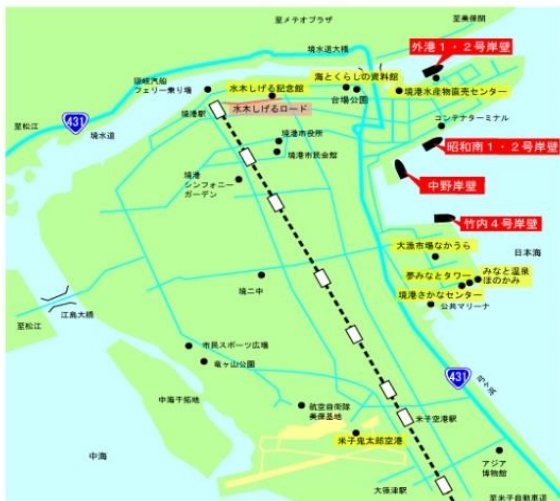 至メテオプラザ
至美保関
境水道大橋
外港1・2号岸壁
隠岐汽船
フェリー乗り場
水木しげる記念館
海とくらしの資料館
台場公園
境港水産物直売センター
431
至松江
境水道
境港駅
水木しげるロード
コンテナターミナル
境港市役所
境港市民会館
昭和南1・2号岸壁
境港
シンフォニー
ガーデン
中野岸壁
竹内4号岸壁
大漁市場なかうら
日本海
夢みなとタワー
みなと温泉
ほのかみ
境港さかなセンター
公共マリーナ
境二中
江島大橋
至松江
市民スポーツ広場
竜ヶ山公園
431
弓ヶ浜
中海干拓地
航空自衛隊
美保基地
米子空港駅
米子鬼太郎空港
中海
アジア
博物館
大篠津駅
至米子自動車道